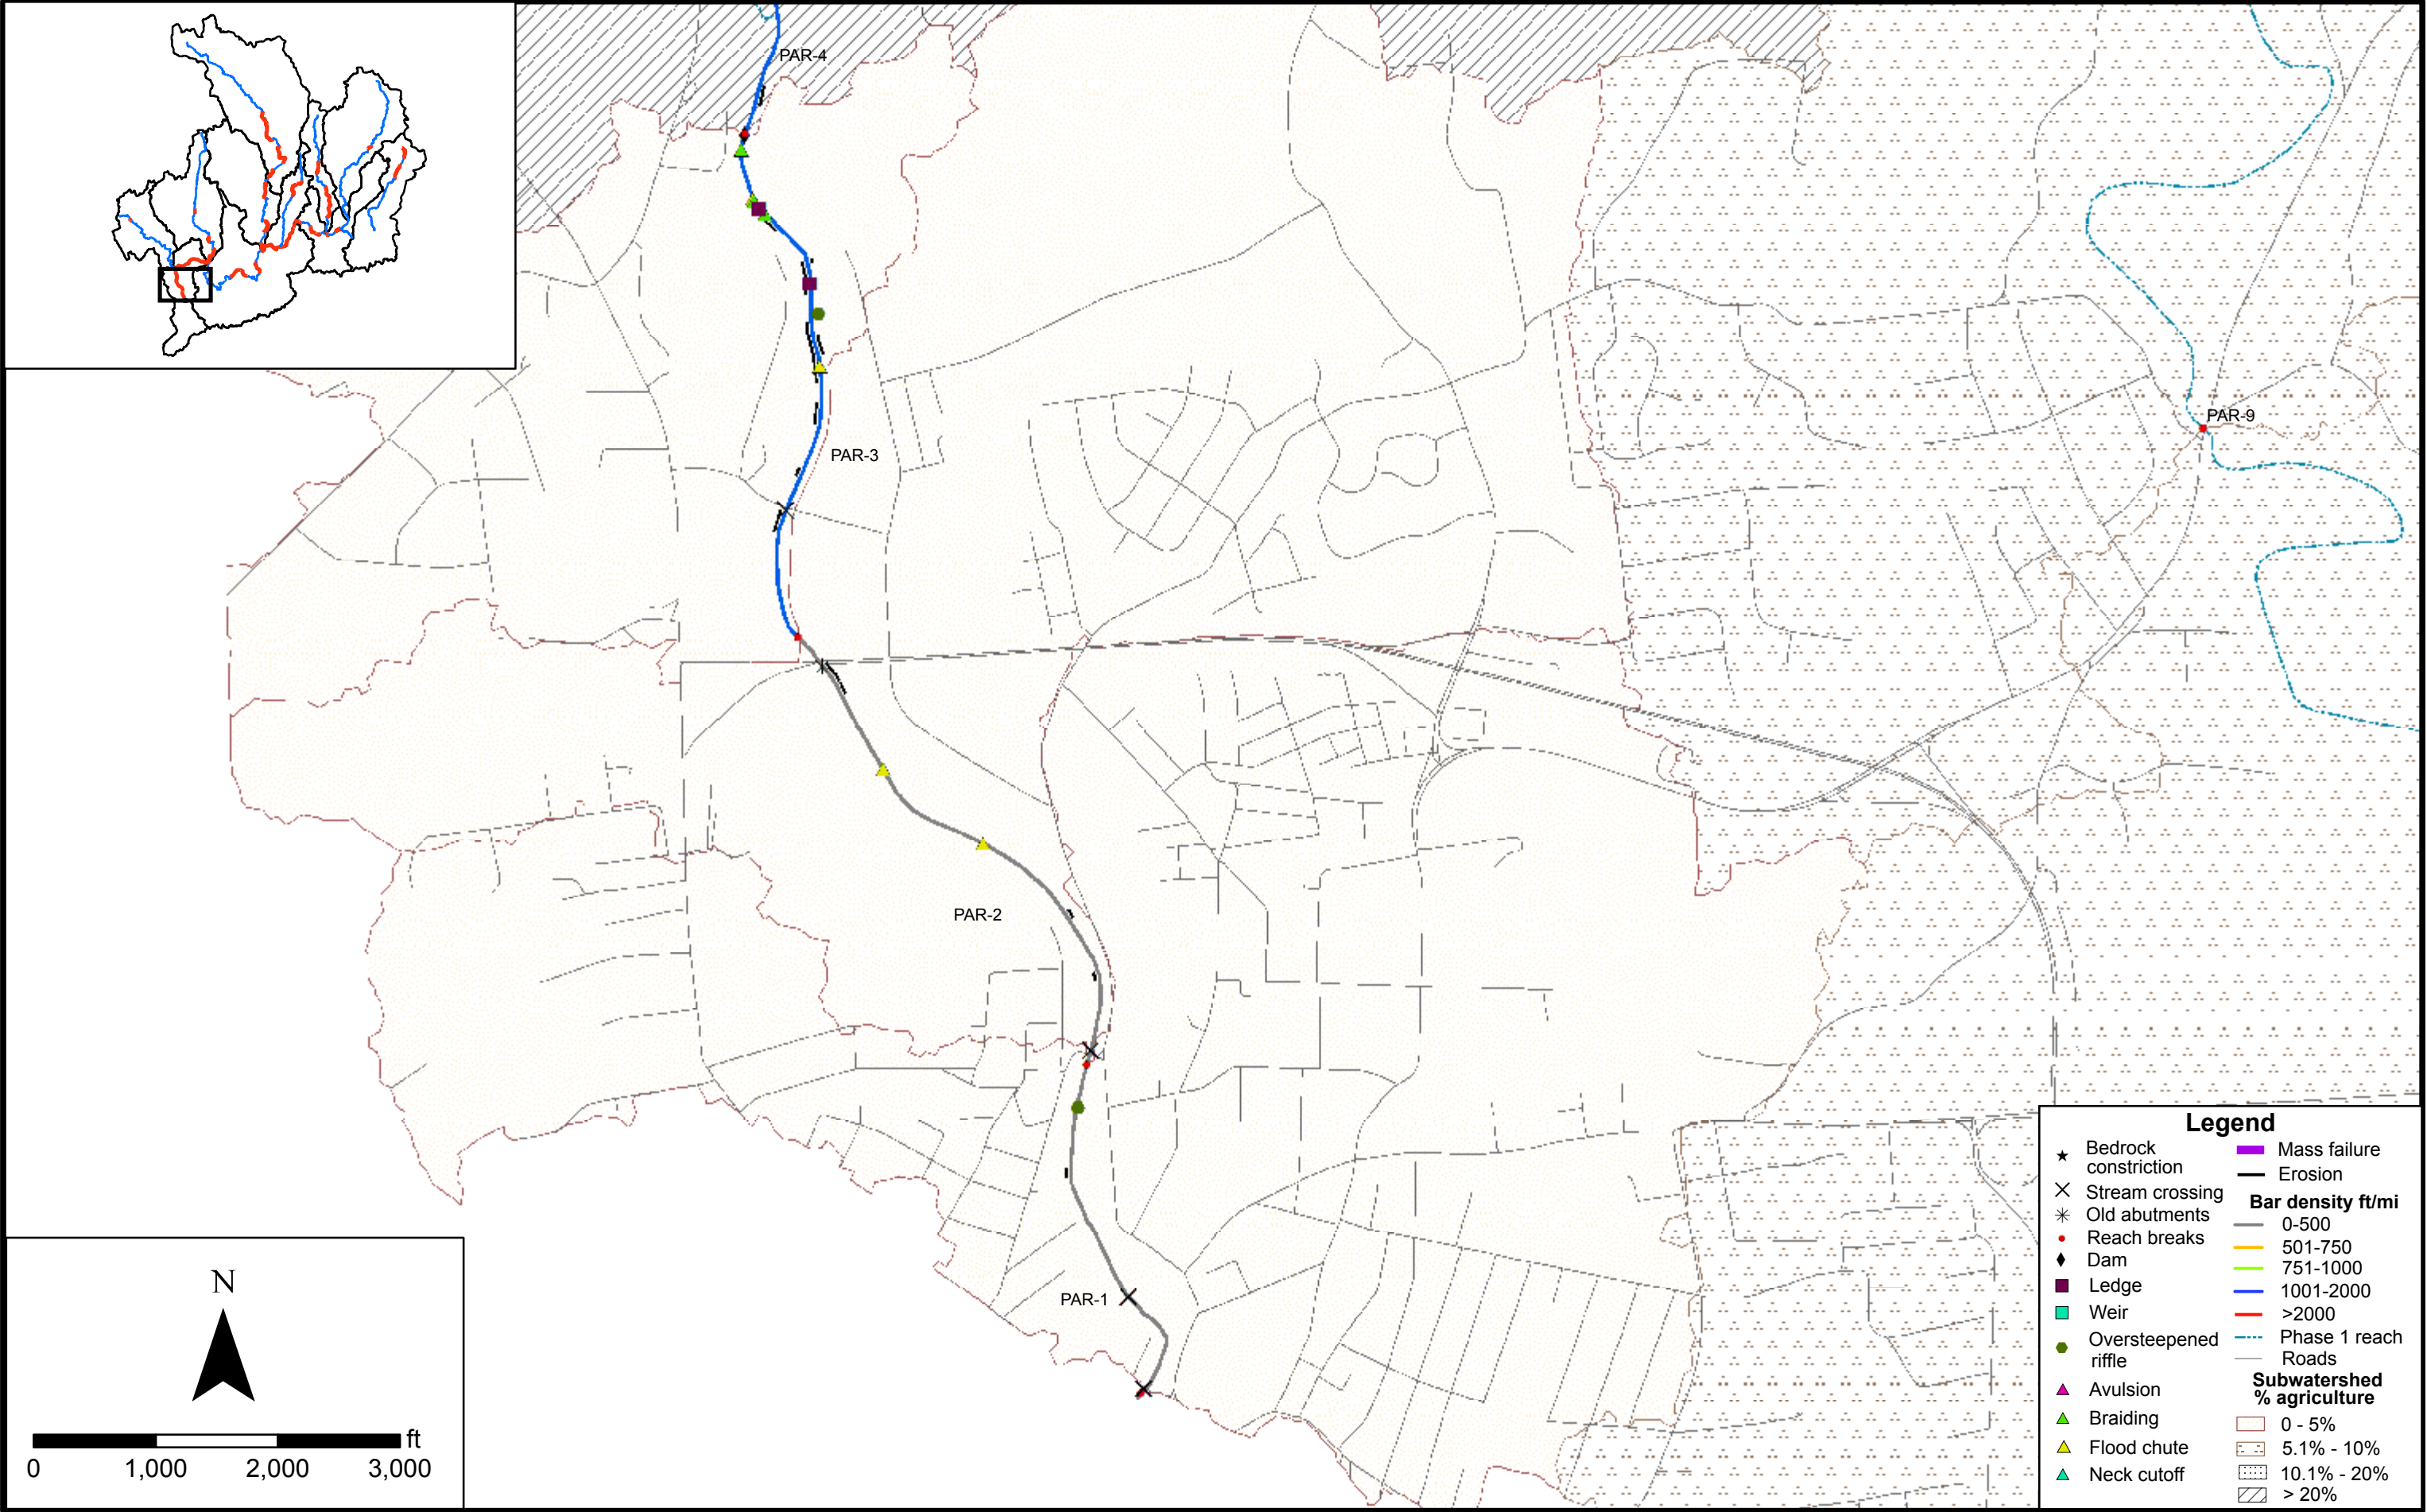 PAR-4
PAR-9
PAR-3
PAR-2
PAR-1
N
ft
0 1,000 2,000 3,000
Legend
Bedrock
constriction
Stream crossing
Old abutments
Reach breaks
Dam
Ledge
Weir
Oversteepened
riffle
Avulsion
Braiding
Flood chute
Neck cutoff
Mass failure
Erosion
Bar density ft/mi
0-500
501-750
751-1000
1001-2000
>2000
Phase 1 reach
Roads
Subwatershed
% agriculture
0 - 5%
5.1% - 10%
10.1% - 20%
> 20%